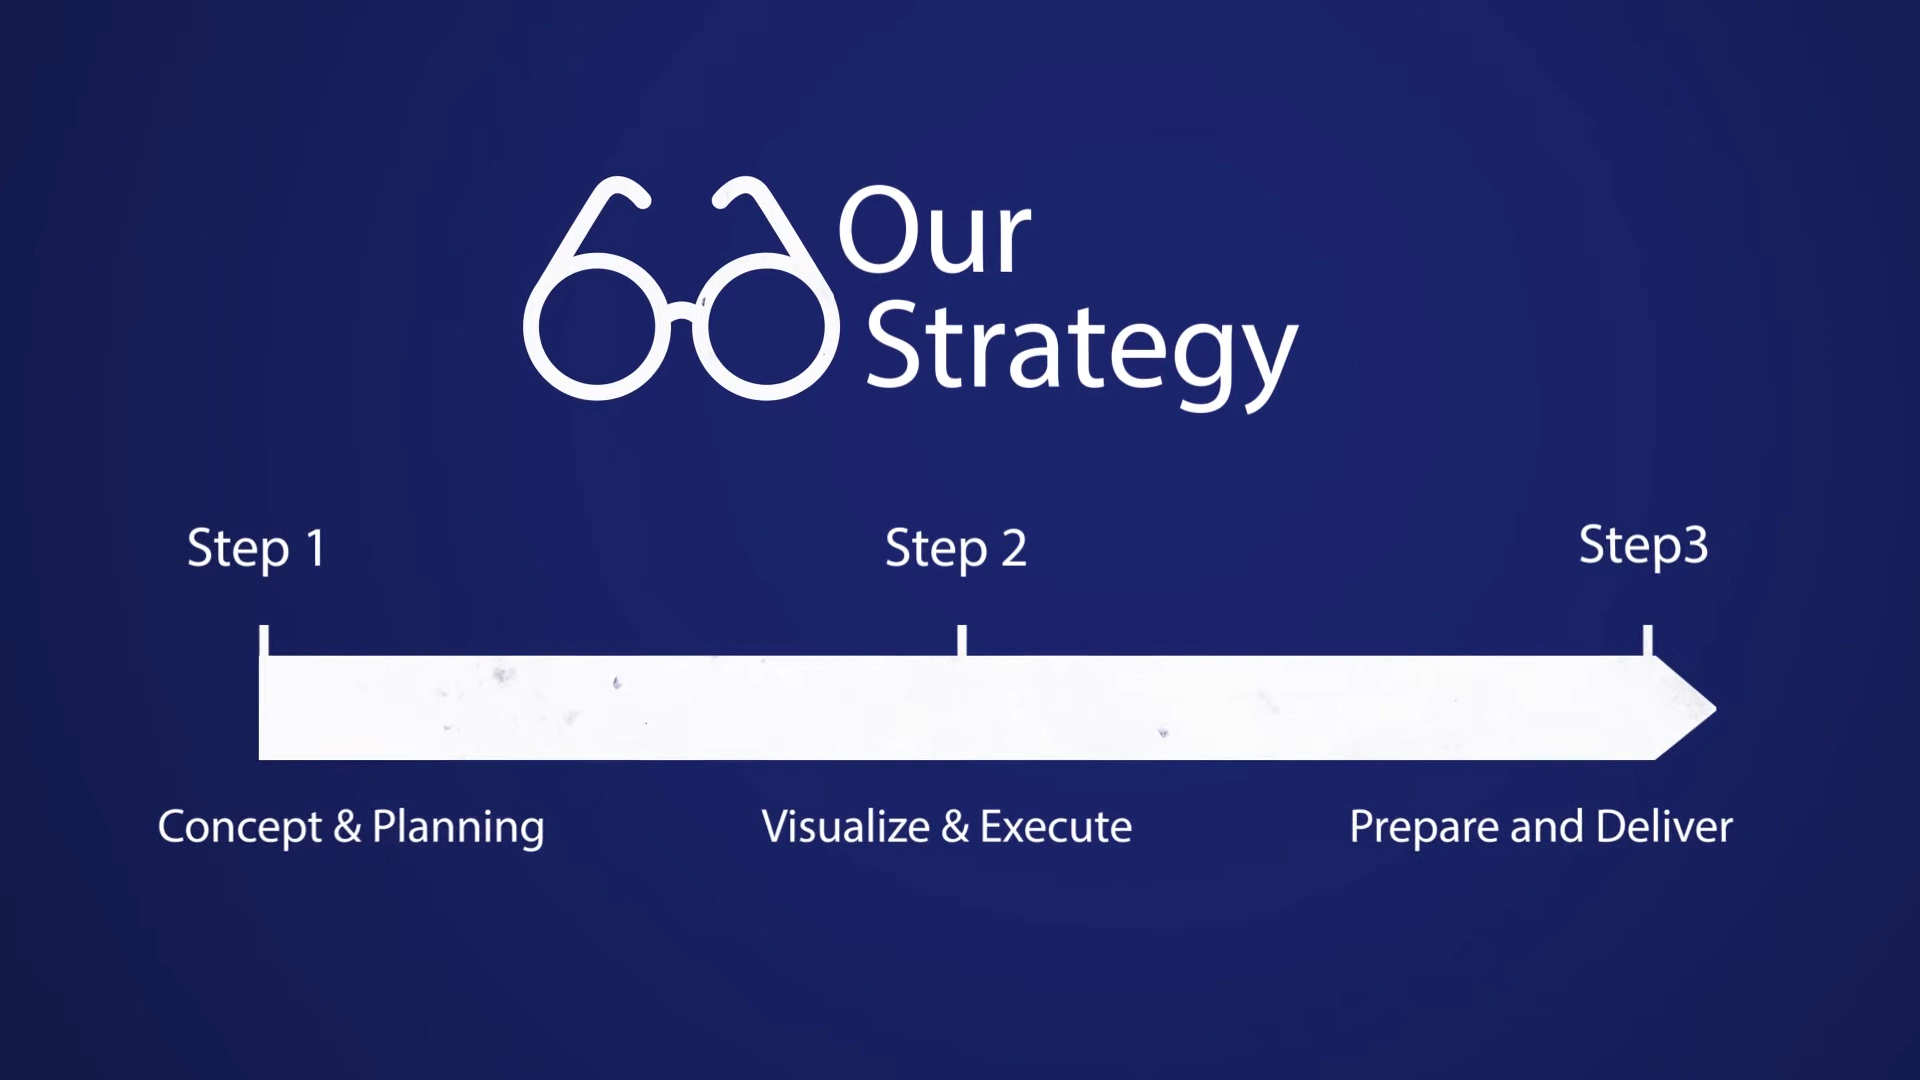 Our
Strategy
Step 1
Step 2
Step3
Concept & Planning
Visualize & Execute
Prepare and Deliver